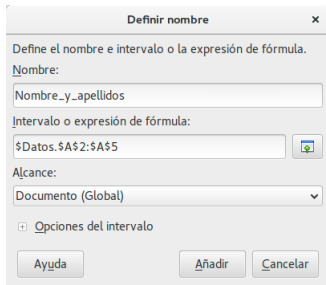 Definir nombre
Define el nombre e intervalo o la expresión de fórmula.
Nombre:
Nombre_y_apellidos
Intervalo o expresión de fórmula:
$Datos.$A$2:$A$5
Alcance:
Documento (Global)
Opciones del intervalo
Ayuda
Añadir
Cancelar